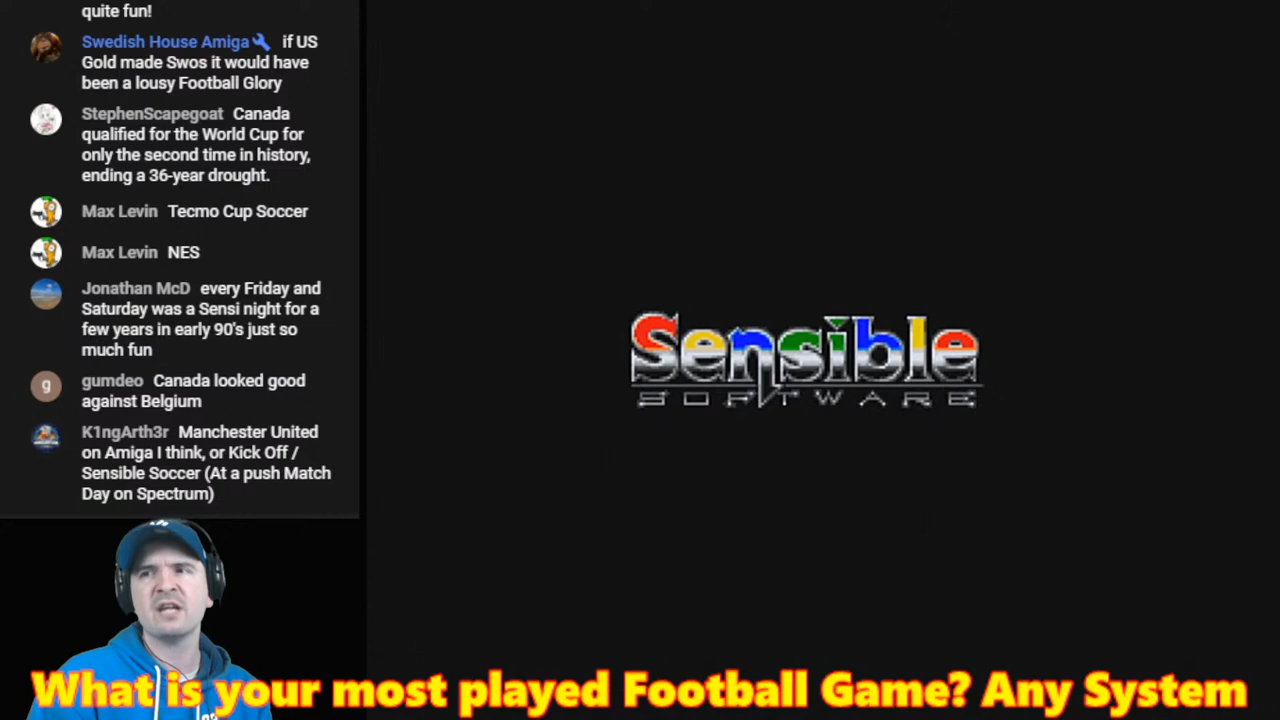 quite fun!
Swedish House Amiga if US
Gold made Swos it would have
been a lousy Football Glory
StephenScapegoat Canada
qualified for the World Cup for
only the second time in history,
ending a 36-year drought.
Max Levin Tecmo Cup Soccer
Max Levin NES
Jonathan McD every Friday and
Saturday was a Sensi night for a
few years in early 90's just so
much fun
g gumdeo Canada looked good
against Belgium
K1ngArth3r Manchester United
on Amiga I think, or Kick Off /
Sensible Soccer (At a push Match
Day on Spectrum)
Sensible
SOFTWARE
What is your most played Football Game? Any System